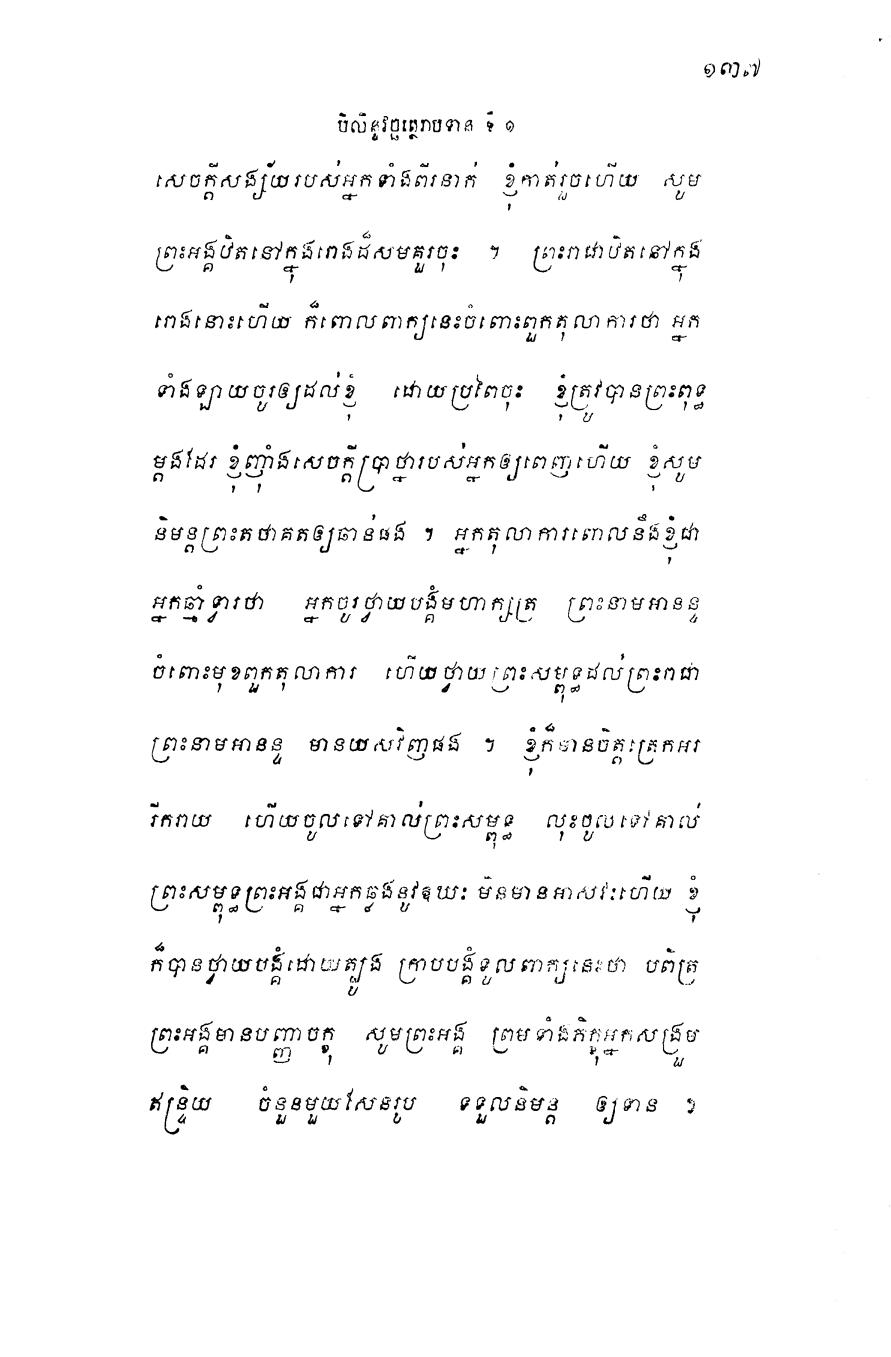 ១៣៧
បិលិន្ទវច្ឆត្ថេរាបទាន ទី ១
សេចក្តីសង្ស័យរបស់អ្នកទាំងពីរនាក់ ខ្ញុំកាត់រួចហើយ សូម
ព្រះអង្គឋិតនៅក្នុងរោងដ៏សមគួរចុះ ។ ព្រះរាជាឋិតនៅក្នុង
រោងនោះហើយ ក៏ពោលពាក្យនេះចំពោះពួកតុលាការថា អ្នក
ទាំងឡាយចូរឲ្យដល់ខ្ញុំ ដោយប្រពៃចុះ ខ្ញុំត្រូវបានព្រះពុទ្ធ
ម្តងដែរ ខ្ញុំញុំាងសេចក្តីប្រាថ្នារបស់អ្នកឲ្យពេញហើយ ខ្ញុំសូម
និមន្តព្រះតថាគតឲ្យឆាន់ផង ។ អ្នកតុលាការពោលនឹងខ្ញុំជា
អ្នកឆ្មាំទ្វារថា អ្នកចូរថ្វាយបង្គំមហាក្សត្រ ព្រះនាមអានន្ទ
ចំពោះមុខពួកតុលាការ ហើយថ្វាយព្រះសម្ពុទ្ធដល់ព្រះរាជា
ព្រះនាមអានន្ទ មានយសវិញផង ។ ខ្ញុំក៏មានចិត្តត្រេកអរ
រីករាយ ហើយចូលទៅគាល់ព្រះសម្ពុទ្ធ លុះចូលទៅគាល់
ព្រះសម្ពុទ្ធព្រះអង្គជាអ្នកឆ្លងនូវឱឃៈ មិនមានអាសវៈហើយ ខ្ញុំ
ក៏បានថ្វាយបង្គំដោយត្បូង ក្រាបបង្គំទូលពាក្យនេះថា បពិត្រ
ព្រះអង្គមានបញ្ញាចក្ខុ សូមព្រះអង្គ ព្រមទាំងភិក្ខុអ្នកសង្រួម
ឥន្ទ្រិយ ចំនួនមួយសែនរូប ទទួលនិមន្ត ឲ្យទាន ។